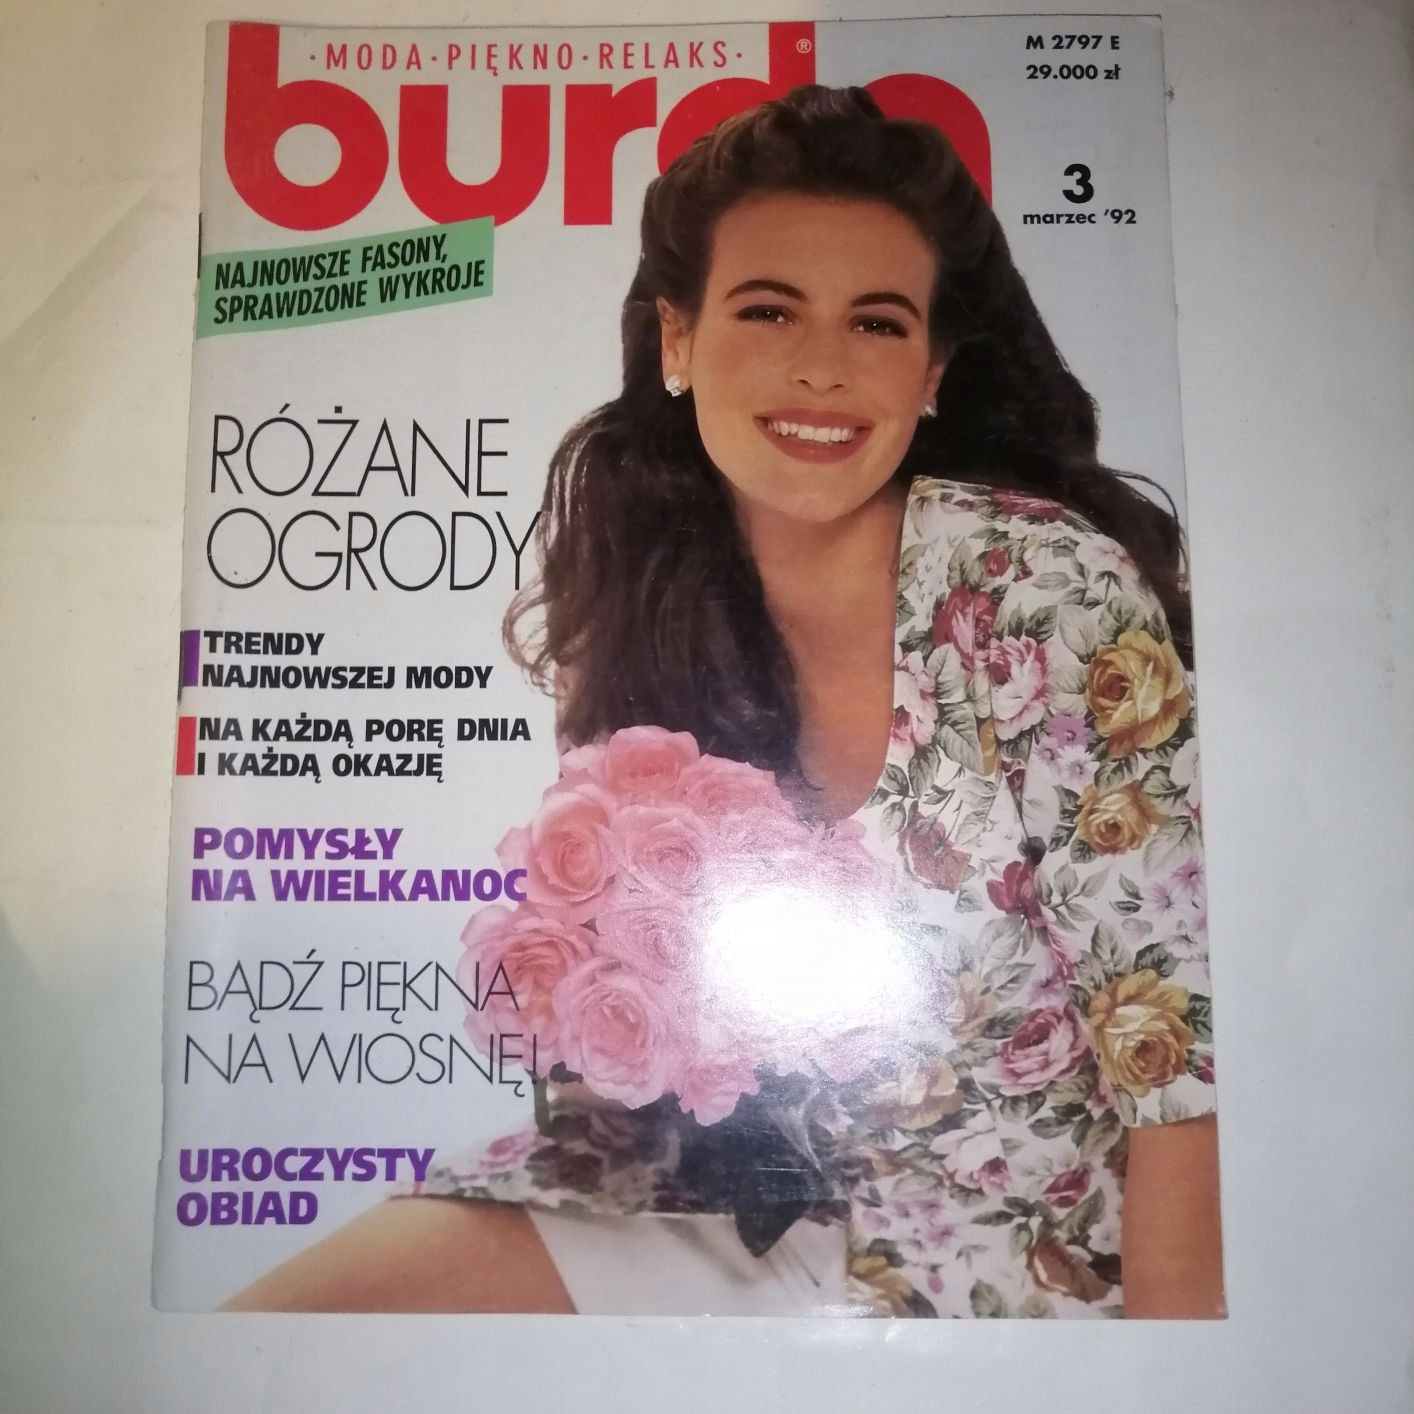 ·MODA·PIĘKNO·RELAKS·
burda ®
M 2797 E
29.000 zł
3
marzec '92
NAJNOWSZE FASONY,
SPRAWDZONE WYKROJE
RÓŻANE
OGRODY
TRENDY
NAJNOWSZEJ MODY
NA KAŻDĄ PORĘ DNIA
I KAŻDĄ OKAZJĘ
POMYSŁY
NA WIELKANOC
BĄDŹ PIĘKNA
NA WIOSNĘ!
UROCZYSTY
OBIAD